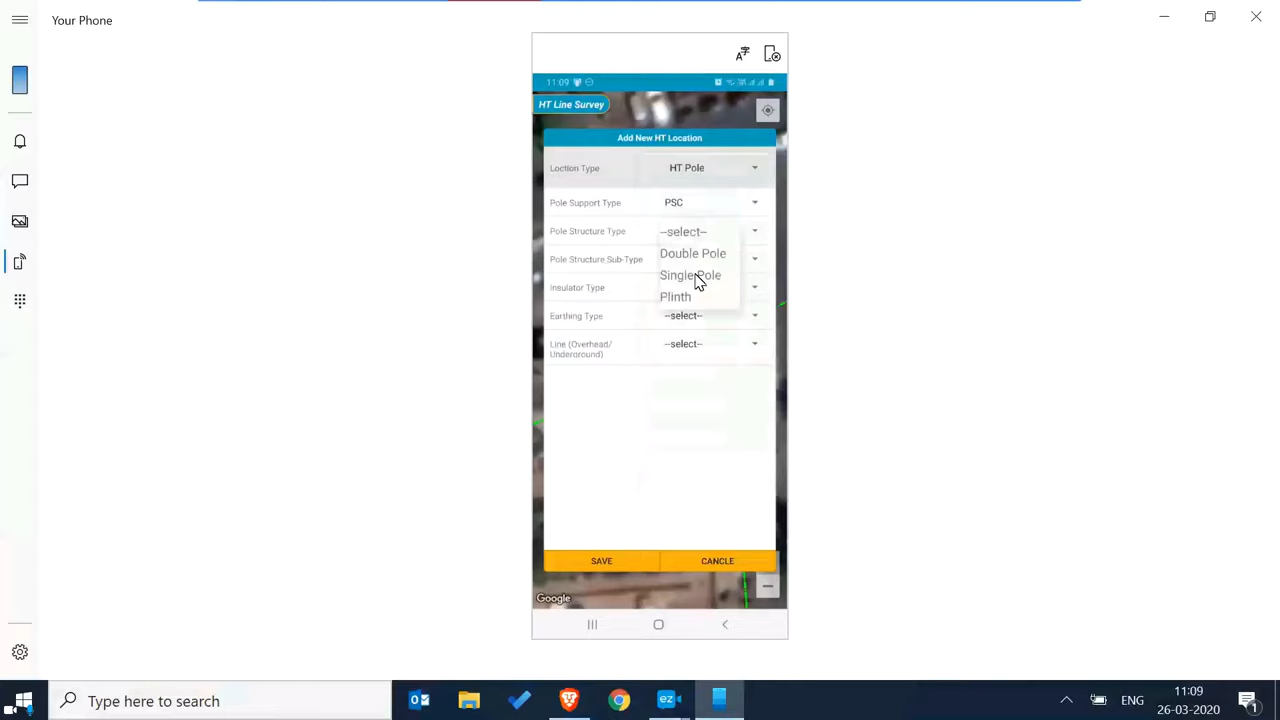 Your Phone
11:09
HT Line Survey
Add New HT Location
Loction Type HT Pole
Pole Support Type PSC
Pole Structure Type --select--
Double Pole
Pole Structure Sub-Type
Single Pole
Insulator Type
Plinth
Earthing Type --select--
Line (Overhead/
Underground) --select--
SAVE CANCLE
Google
Type here to search
ez
ENG
11:09
26-03-2020
1